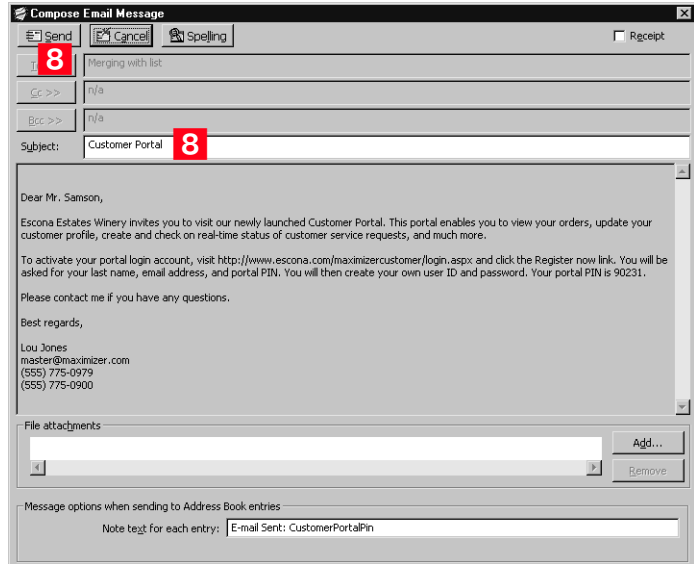 Compose Email Message
Send Cancel Spelling Receipt
8
Merging with list
Cc >> n/a
Bcc >> n/a
Subject: Customer Portal 8
Dear Mr. Samson,
Escona Estates Winery invites you to visit our newly launched Customer Portal. This portal enables you to view your orders, update your
customer profile, create and check on real-time status of customer service requests, and much more.
To activate your portal login account, visit http://www.escona.com/maximizercustomer/login.aspx and click the Register now link. You will be
asked for your last name, email address, and portal PIN. You will then create your own user ID and password. Your portal PIN is 90231.
Please contact me if you have any questions.
Best regards,
Lou Jones
master@maximizer.com
(555) 775-0979
(555) 775-0900
File attachments
Add...
Remove
Message options when sending to Address Book entries
Note text for each entry: E-mail Sent: CustomerPortalPin